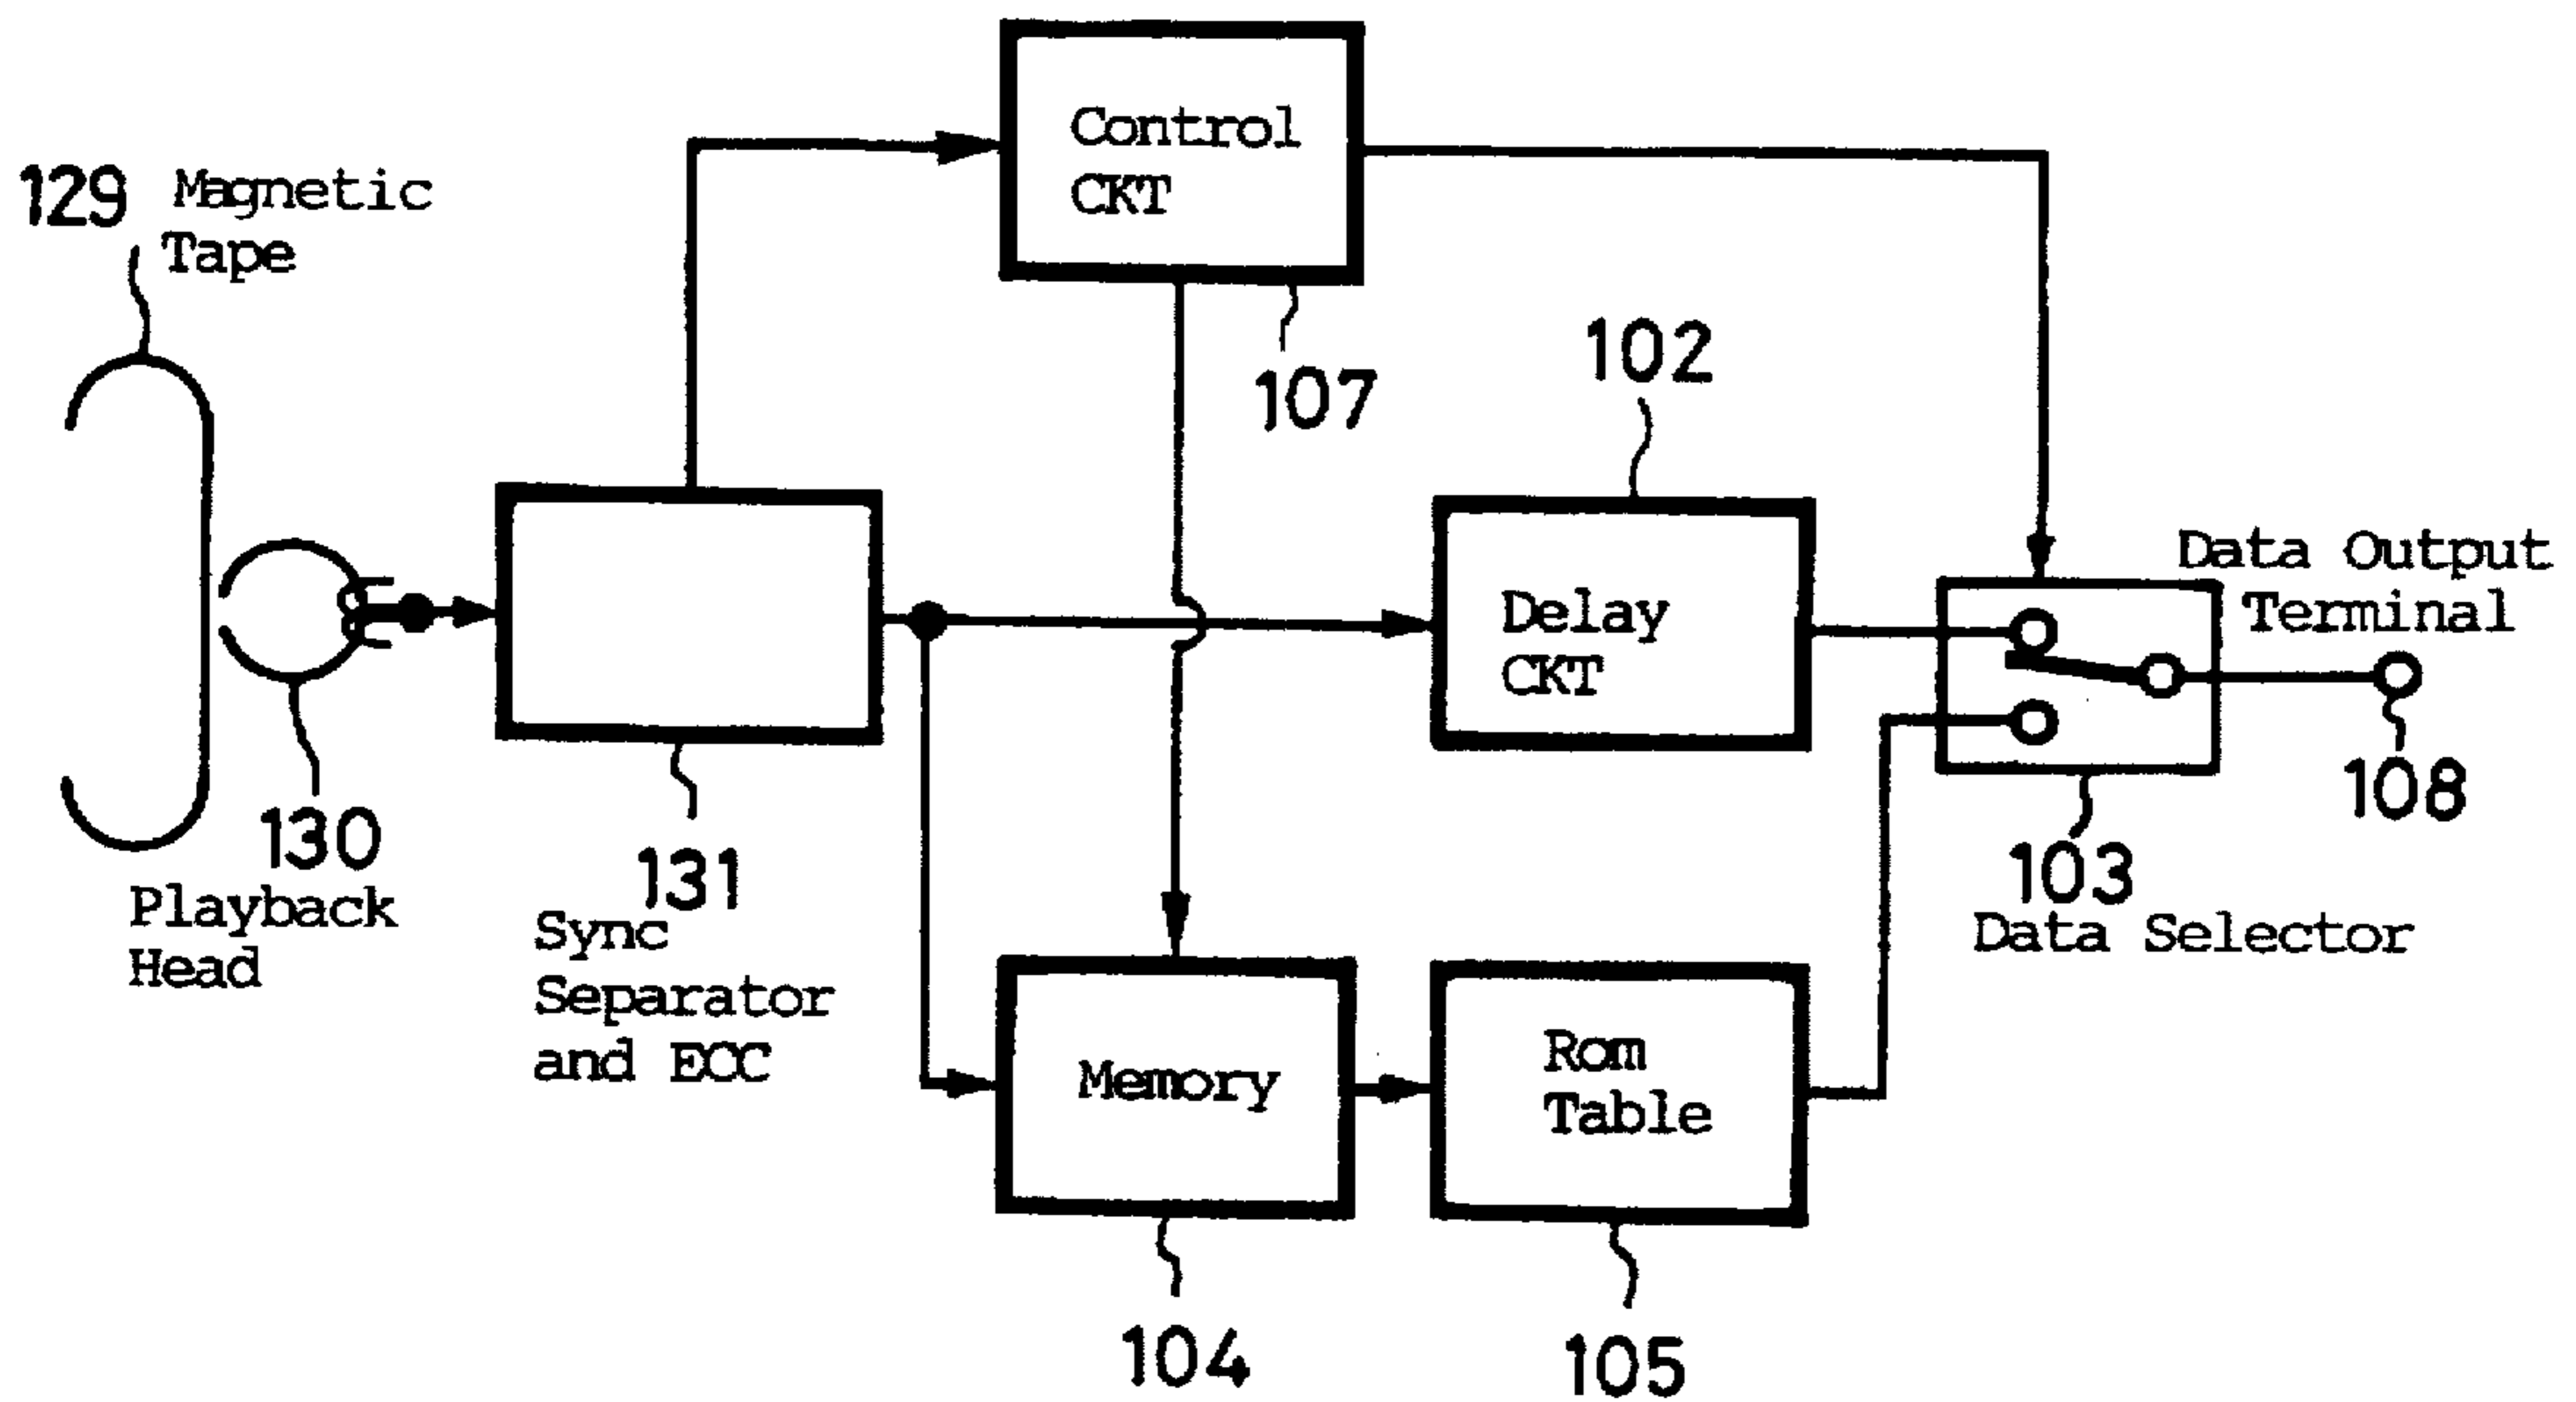 Control
CKT
129 Magnetic
Tape
107
102
Data Output
Terminal
Delay
CKT
108
130
Playback
Head
131
Sync
Separator
and ECC
103
Data Selector
Memory
Rom
Table
104
105